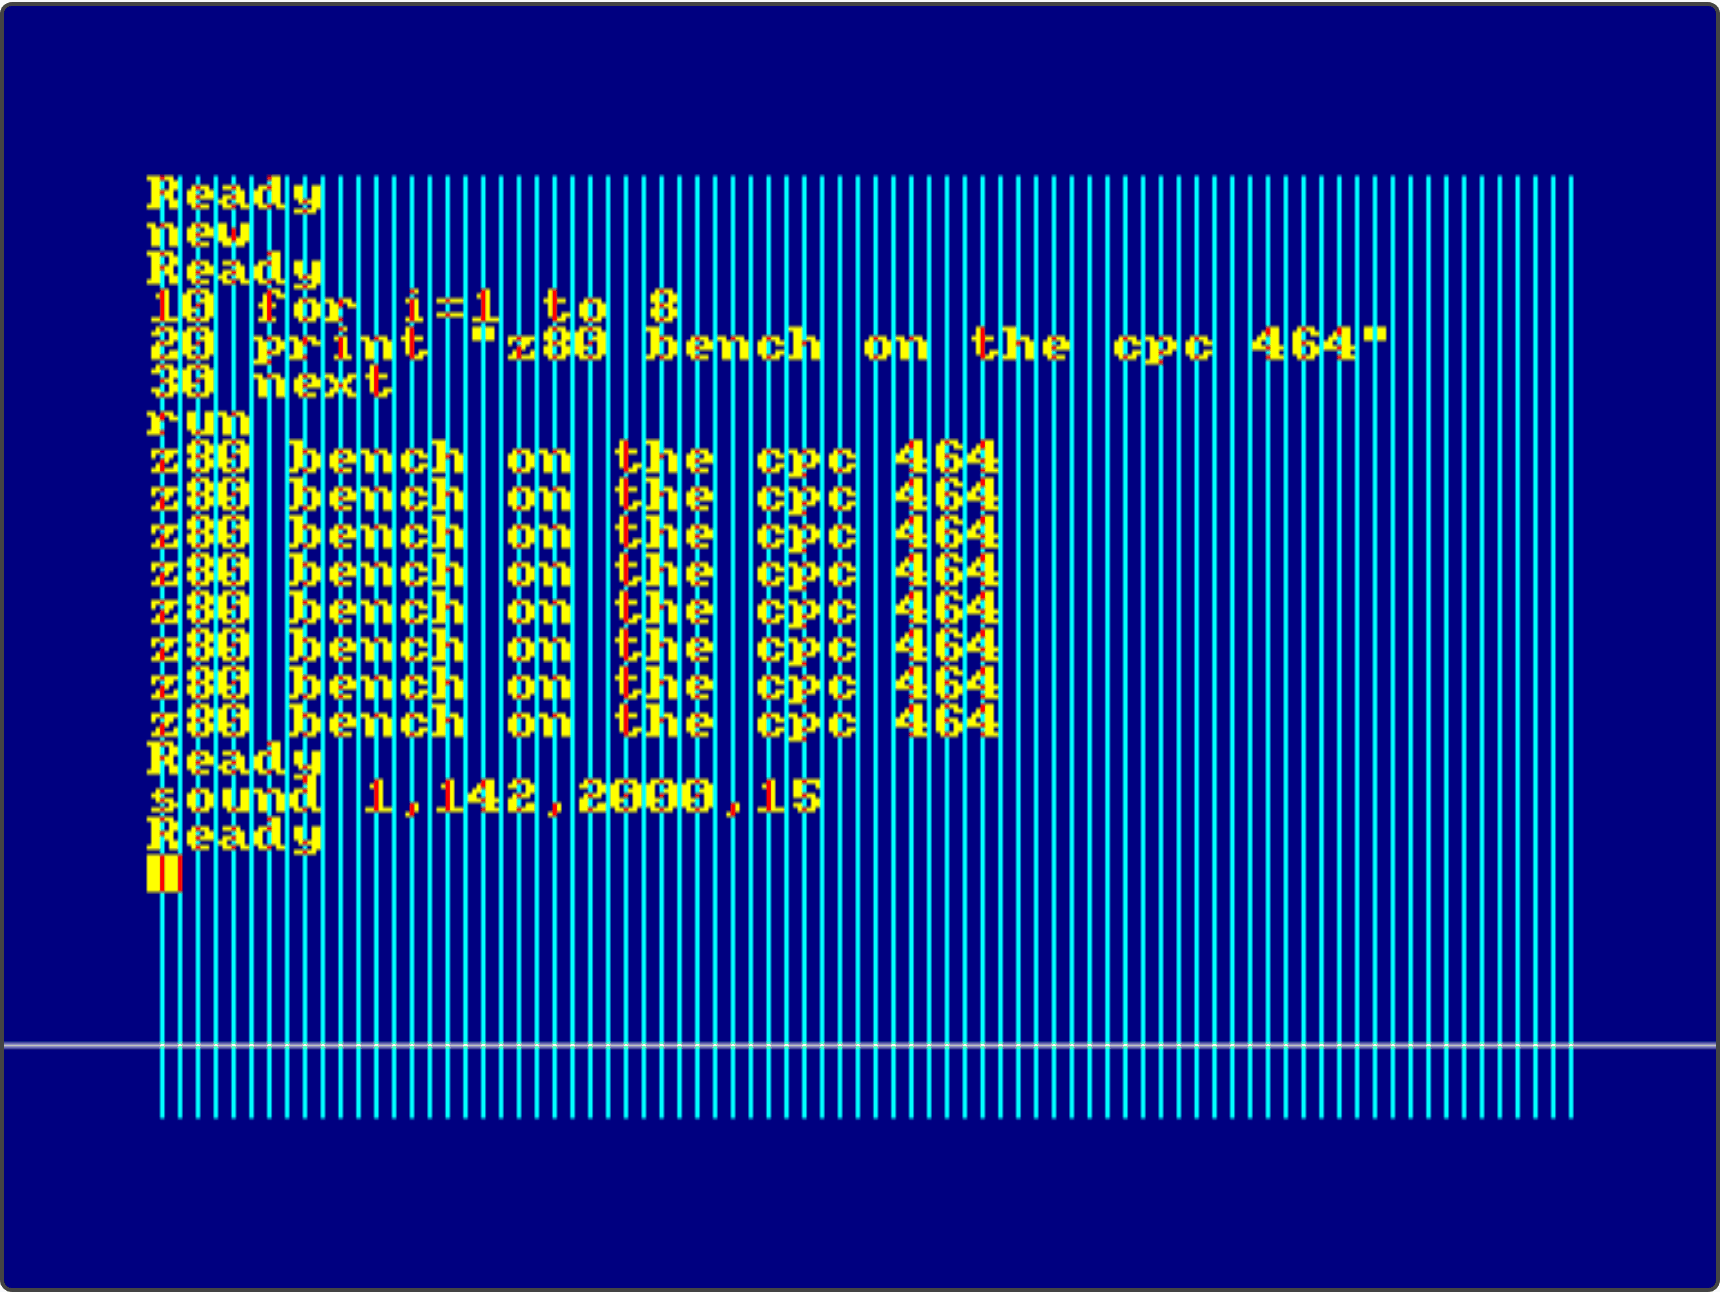 Ready
new
Ready
10 for i=1 to 8
20 print "z80 bench on the cpc 464"
30 next
run
z80 bench on the cpc 464
z80 bench on the cpc 464
z80 bench on the cpc 464
z80 bench on the cpc 464
z80 bench on the cpc 464
z80 bench on the cpc 464
z80 bench on the cpc 464
z80 bench on the cpc 464
Ready
sound 1,142,2000,15
Ready